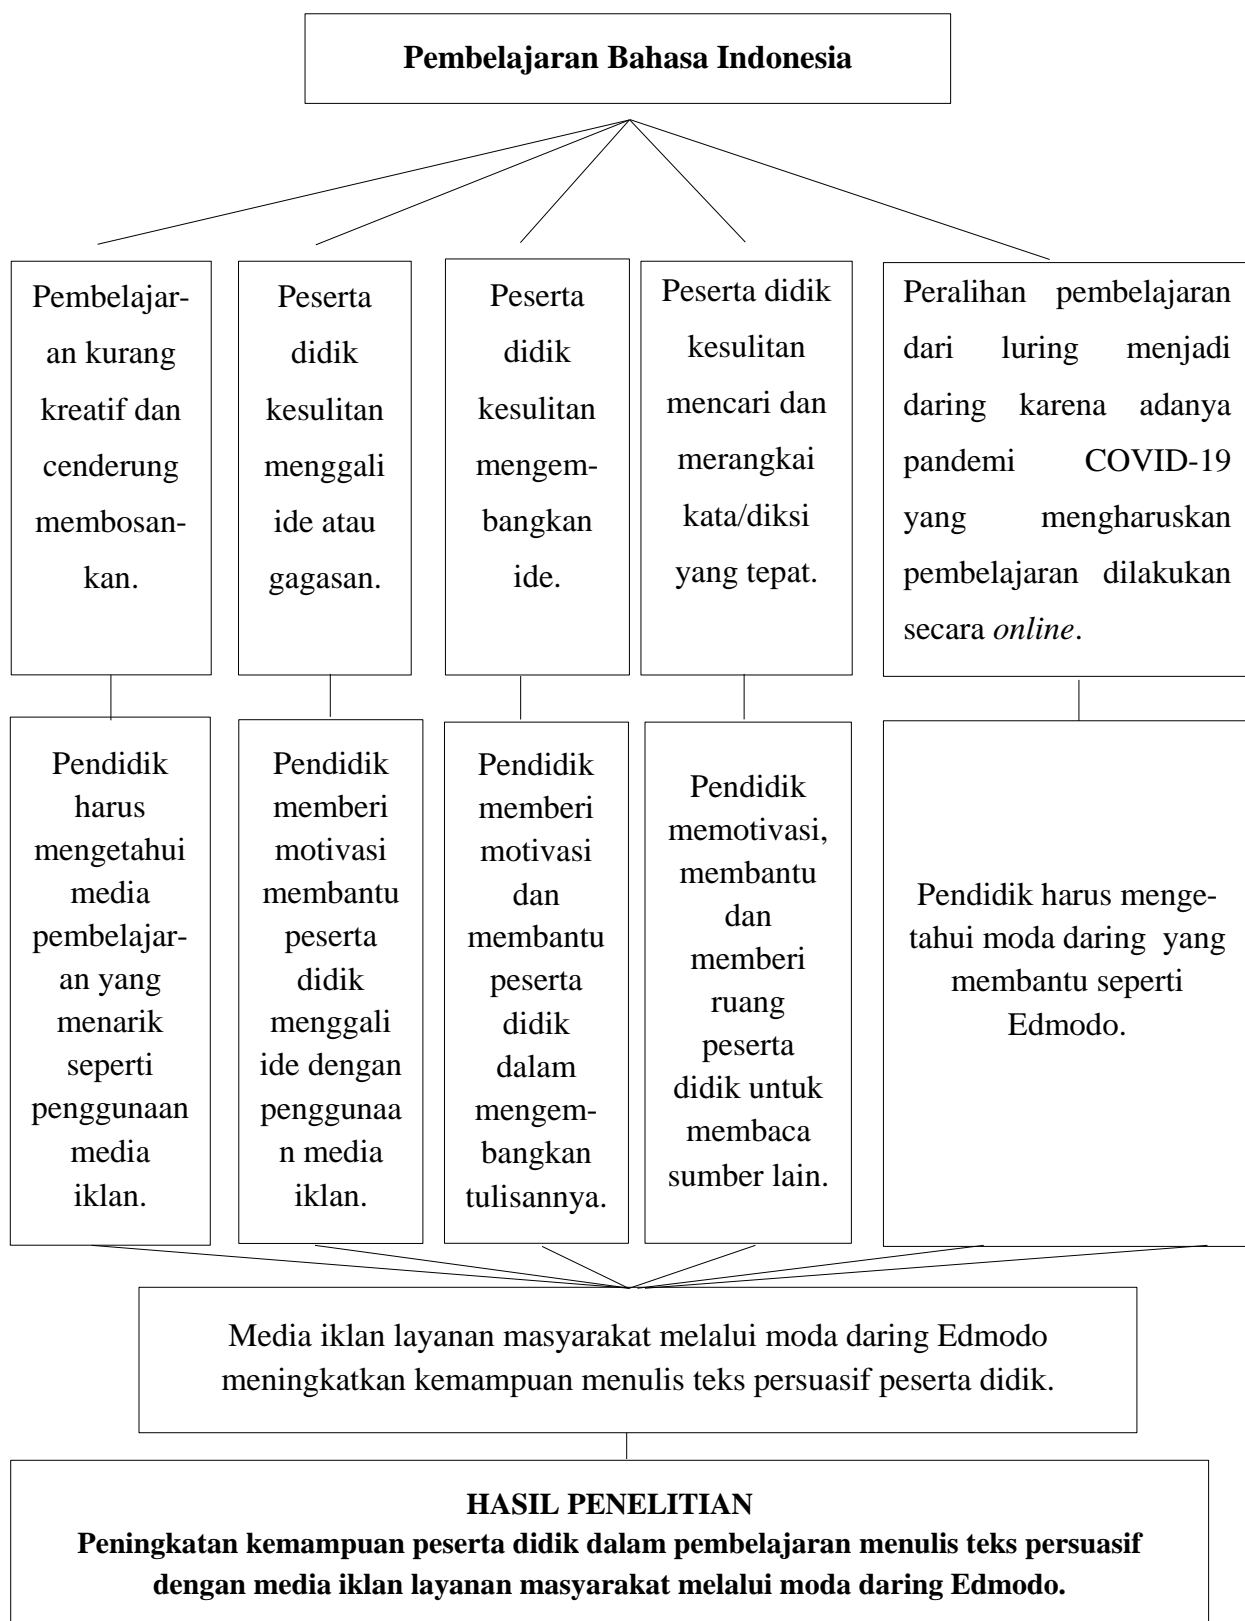 Pembelajaran Bahasa Indonesia
Pembelajar-
an kurang
kreatif dan
cenderung
membosan-
kan.
Peserta
didik
kesulitan
menggali
ide atau
gagasan.
Peserta
didik
kesulitan
mengem-
bangkan
ide.
Peserta didik
kesulitan
mencari dan
merangkai
kata/diksi
yang tepat.
Peralihan pembelajaran
dari luring menjadi
daring karena adanya
pandemi COVID-19
yang mengharuskan
pembelajaran dilakukan
secara online.
Pendidik
harus
mengetahui
media
pembelajar-
an yang
menarik
seperti
penggunaan
media
iklan.
Pendidik
memberi
motivasi
membantu
peserta
didik
menggali
ide dengan
penggunaa
n media
iklan.
Pendidik
memberi
motivasi
dan
membantu
peserta
didik
dalam
mengem-
bangkan
tulisannya.
Pendidik
memotivasi,
membantu
dan
memberi
ruang
peserta
didik untuk
membaca
sumber lain.
Pendidik harus menge-
tahui moda daring yang
membantu seperti
Edmodo.
Media iklan layanan masyarakat melalui moda daring Edmodo
meningkatkan kemampuan menulis teks persuasif peserta didik.
HASIL PENELITIAN
Peningkatan kemampuan peserta didik dalam pembelajaran menulis teks persuasif
dengan media iklan layanan masyarakat melalui moda daring Edmodo.